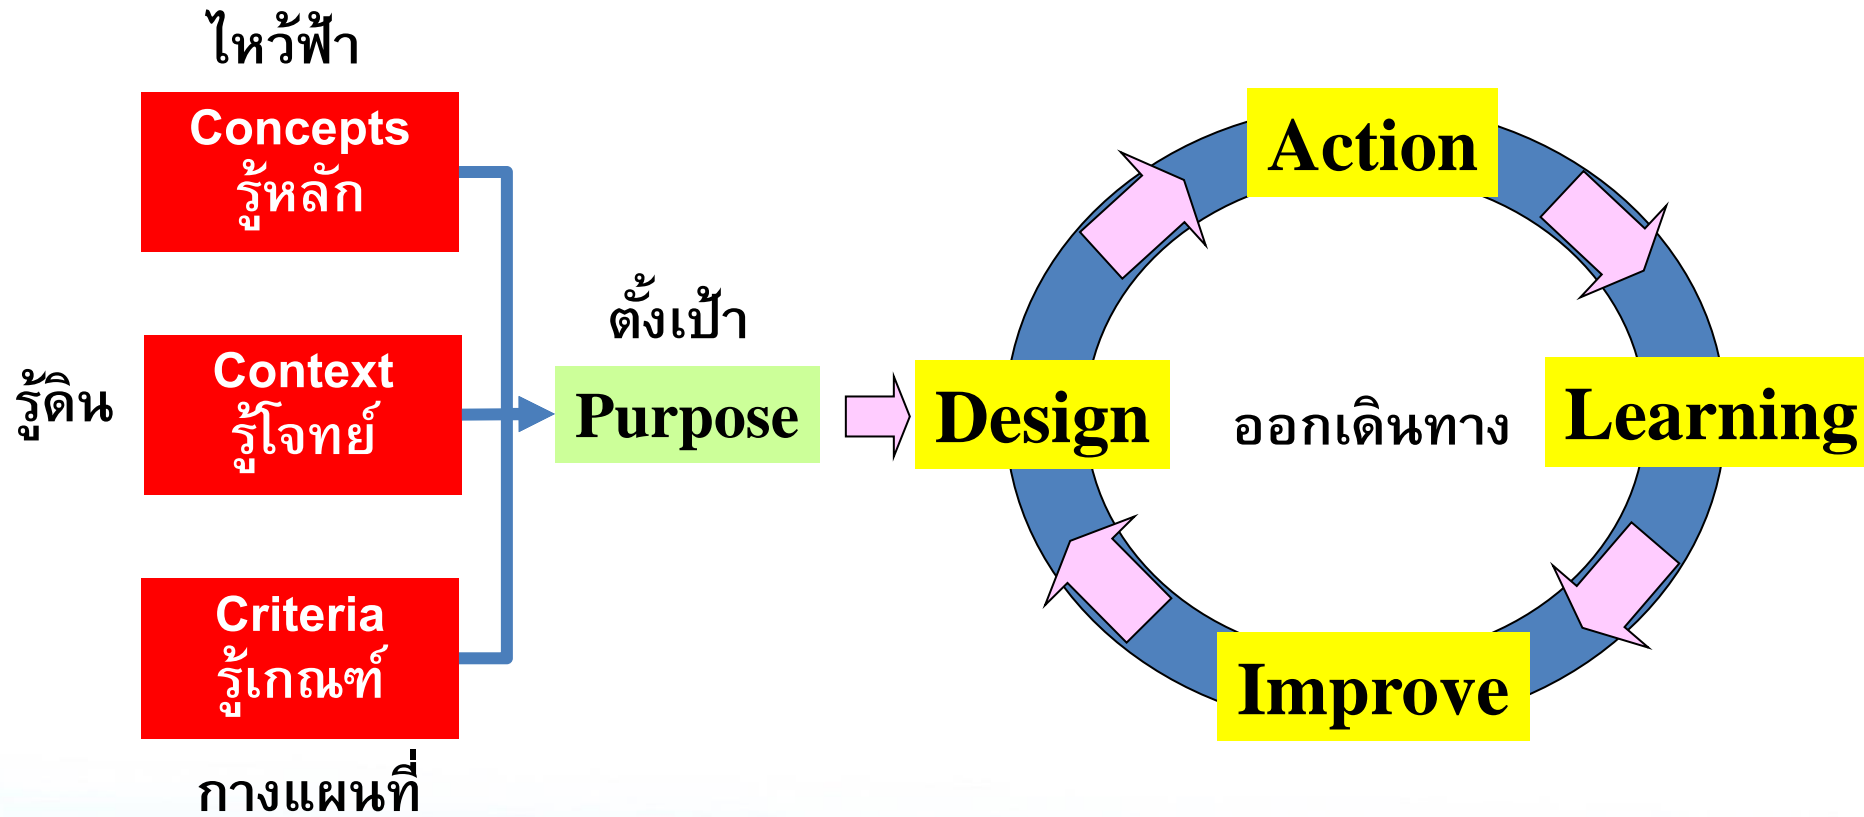 ไหว้ฟ้า
Concepts
รู้หลัก
รู้ดิน
Context
รู้โจทย์
Criteria
รู้เกณฑ์
กางแผนที่
ตั้งเป้า
Purpose
Design
Action
Learning
Improve
ออกเดินทาง